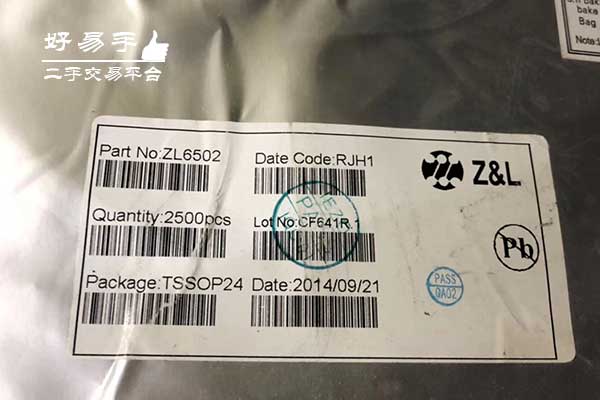 好易手
二手交易平台
baka
Bag
Note:
Part No:ZL6502
Date Code:RJH1
Z&L
Quantity:2500pcs
Lot No:CF641R.1
Pb
Package:TSSOP24
Date:2014/09/21
PASS
QA02